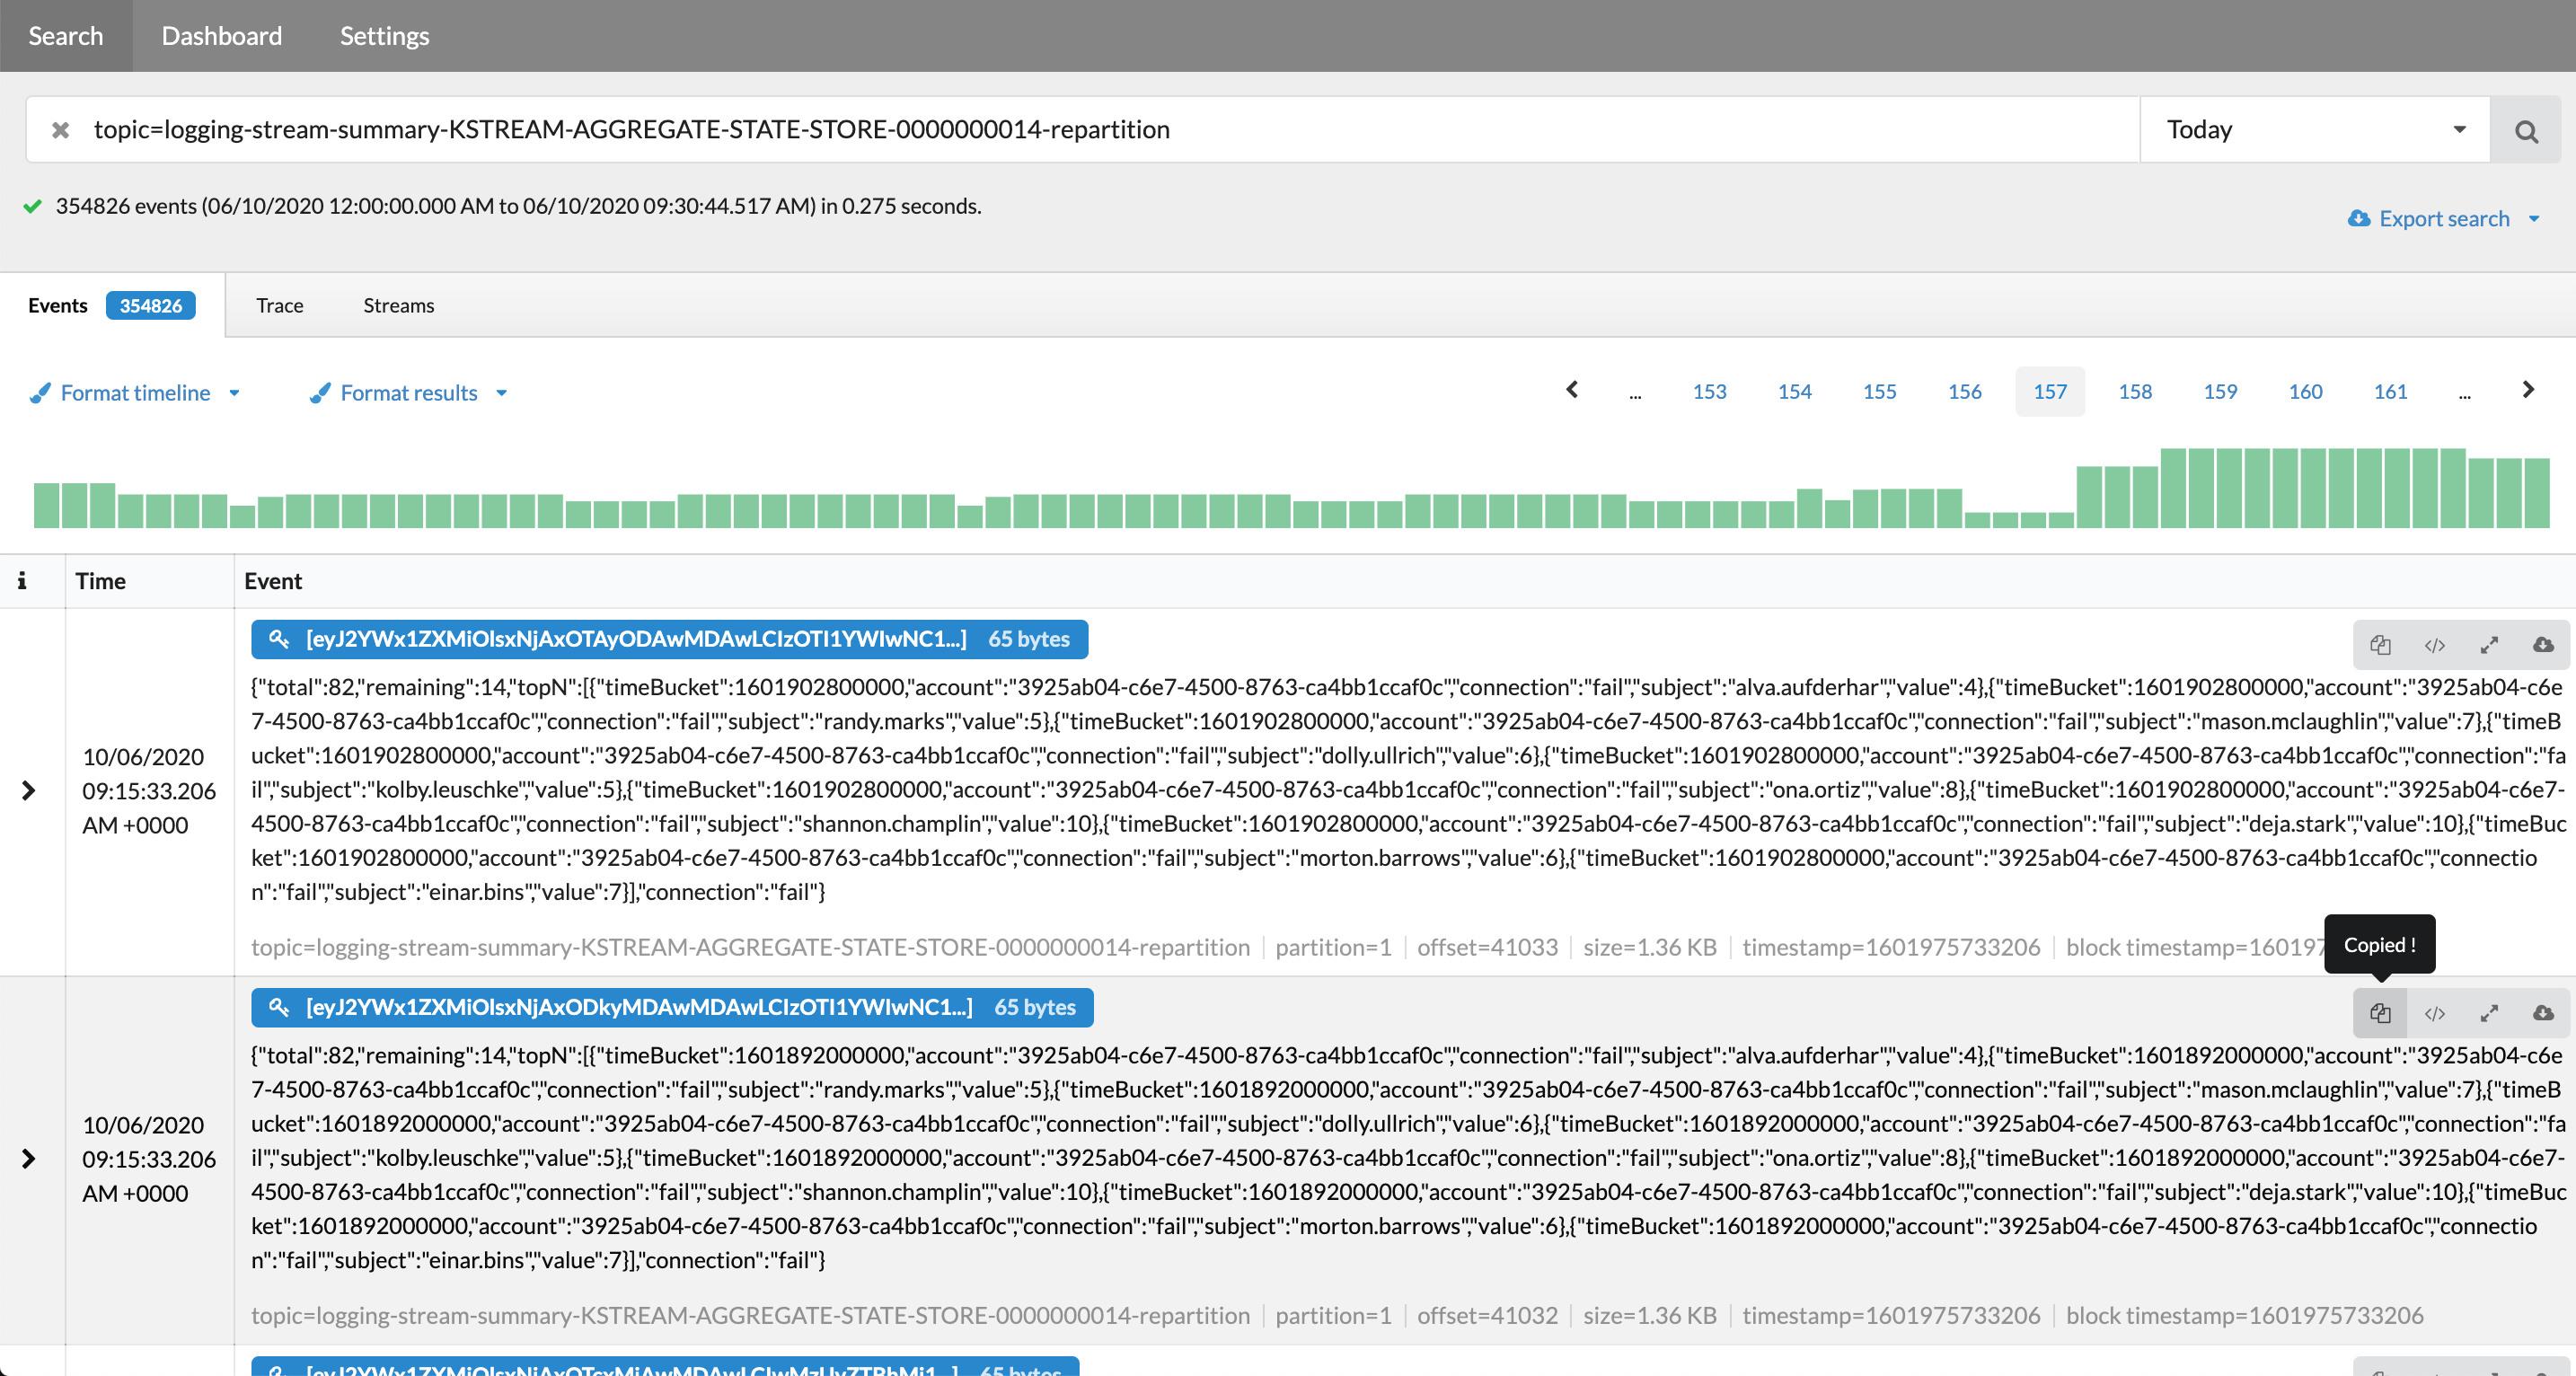 Search Dashboard Settings
topic=logging-stream-summary-KSTREAM-AGGREGATE-STATE-STORE-0000000014-repartition Today
354826 events (06/10/2020 12:00:00.000 AM to 06/10/2020 09:30:44.517 AM) in 0.275 seconds.
Export search
Events 354826 Trace Streams
Format timeline Format results ... 153 154 155 156 157 158 159 160 161 ...
i Time Event
[eyJ2YWx1ZXMiOlsxNjAxOTAyODAwMDAwLCIzOTI1YWIwNC1...] 65 bytes
{"total":82,"remaining":14,"topN":[{"timeBucket":1601902800000,"account":"3925ab04-c6e7-4500-8763-ca4bb1ccaf0c","connection":"fail","subject":"alva.aufderhar","value":4},{"timeBucket":1601902800000,"account":"3925ab04-c6e
7-4500-8763-ca4bb1ccaf0c","connection":"fail","subject":"randy.marks","value":5},{"timeBucket":1601902800000,"account":"3925ab04-c6e7-4500-8763-ca4bb1ccaf0c","connection":"fail","subject":"mason.mclaughlin","value":7},{"timeB
ucket":1601902800000,"account":"3925ab04-c6e7-4500-8763-ca4bb1ccaf0c","connection":"fail","subject":"dolly.ullrich","value":6},{"timeBucket":1601902800000,"account":"3925ab04-c6e7-4500-8763-ca4bb1ccaf0c","connection":"fa
il","subject":"kolby.leuschke","value":5},{"timeBucket":1601902800000,"account":"3925ab04-c6e7-4500-8763-ca4bb1ccaf0c","connection":"fail","subject":"ona.ortiz","value":8},{"timeBucket":1601902800000,"account":"3925ab04-c6e7-
4500-8763-ca4bb1ccaf0c","connection":"fail","subject":"shannon.champlin","value":10},{"timeBucket":1601902800000,"account":"3925ab04-c6e7-4500-8763-ca4bb1ccaf0c","connection":"fail","subject":"deja.stark","value":10},{"timeBuc
ket":1601902800000,"account":"3925ab04-c6e7-4500-8763-ca4bb1ccaf0c","connection":"fail","subject":"morton.barrows","value":6},{"timeBucket":1601902800000,"account":"3925ab04-c6e7-4500-8763-ca4bb1ccaf0c","connectio
n":"fail","subject":"einar.bins","value":7}],"connection":"fail"}
10/06/2020
09:15:33.206
AM +0000
topic=logging-stream-summary-KSTREAM-AGGREGATE-STATE-STORE-0000000014-repartition partition=1 offset=41033 size=1.36 KB timestamp=1601975733206 block timestamp=160197
Copied !
[eyJ2YWx1ZXMiOlsxNjAxODkyMDAwMDAwLCIzOTI1YWIwNC1...] 65 bytes
{"total":82,"remaining":14,"topN":[{"timeBucket":1601892000000,"account":"3925ab04-c6e7-4500-8763-ca4bb1ccaf0c","connection":"fail","subject":"alva.aufderhar","value":4},{"timeBucket":1601892000000,"account":"3925ab04-c6e
7-4500-8763-ca4bb1ccaf0c","connection":"fail","subject":"randy.marks","value":5},{"timeBucket":1601892000000,"account":"3925ab04-c6e7-4500-8763-ca4bb1ccaf0c","connection":"fail","subject":"mason.mclaughlin","value":7},{"timeB
ucket":1601892000000,"account":"3925ab04-c6e7-4500-8763-ca4bb1ccaf0c","connection":"fail","subject":"dolly.ullrich","value":6},{"timeBucket":1601892000000,"account":"3925ab04-c6e7-4500-8763-ca4bb1ccaf0c","connection":"fa
il","subject":"kolby.leuschke","value":5},{"timeBucket":1601892000000,"account":"3925ab04-c6e7-4500-8763-ca4bb1ccaf0c","connection":"fail","subject":"ona.ortiz","value":8},{"timeBucket":1601892000000,"account":"3925ab04-c6e7-
4500-8763-ca4bb1ccaf0c","connection":"fail","subject":"shannon.champlin","value":10},{"timeBucket":1601892000000,"account":"3925ab04-c6e7-4500-8763-ca4bb1ccaf0c","connection":"fail","subject":"deja.stark","value":10},{"timeBuc
ket":1601892000000,"account":"3925ab04-c6e7-4500-8763-ca4bb1ccaf0c","connection":"fail","subject":"morton.barrows","value":6},{"timeBucket":1601892000000,"account":"3925ab04-c6e7-4500-8763-ca4bb1ccaf0c","connectio
n":"fail","subject":"einar.bins","value":7}],"connection":"fail"}
10/06/2020
09:15:33.206
AM +0000
topic=logging-stream-summary-KSTREAM-AGGREGATE-STATE-STORE-0000000014-repartition partition=1 offset=41032 size=1.36 KB timestamp=1601975733206 block timestamp=1601975733206
65 bytes